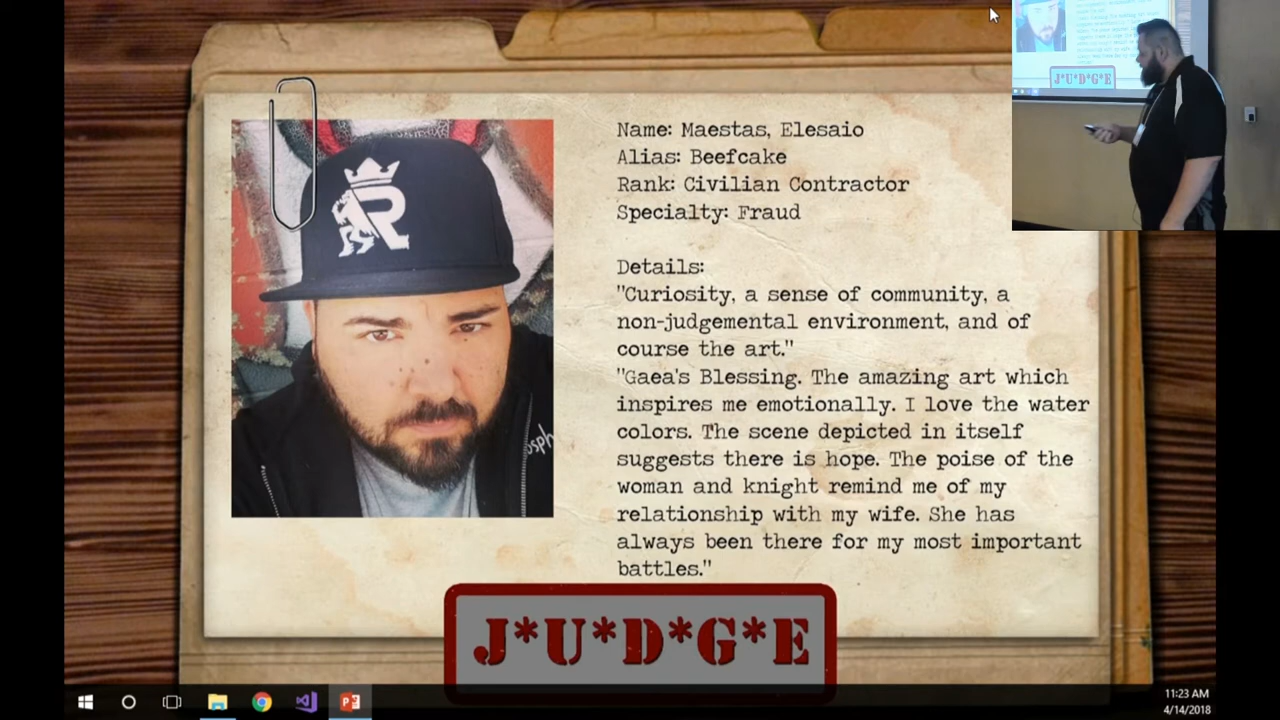 Name: Maestas, Elesaio
Alias: Beefcake
Rank: Civilian Contractor
Specialty: Fraud
Details:
"Curiosity, a sense of community, a
non-judgemental environment, and of
course the art."
"Gaea's Blessing. The amazing art which
inspires me emotionally. I love the water
colors. The scene depicted in itself
suggests there is hope. The poise of the
woman and knight remind me of my
relationship with my wife. She has
always been there for my most important
battles."
J*U*D*G*E
R
osph
J*U*D*G*E
11:23 AM
4/14/2018